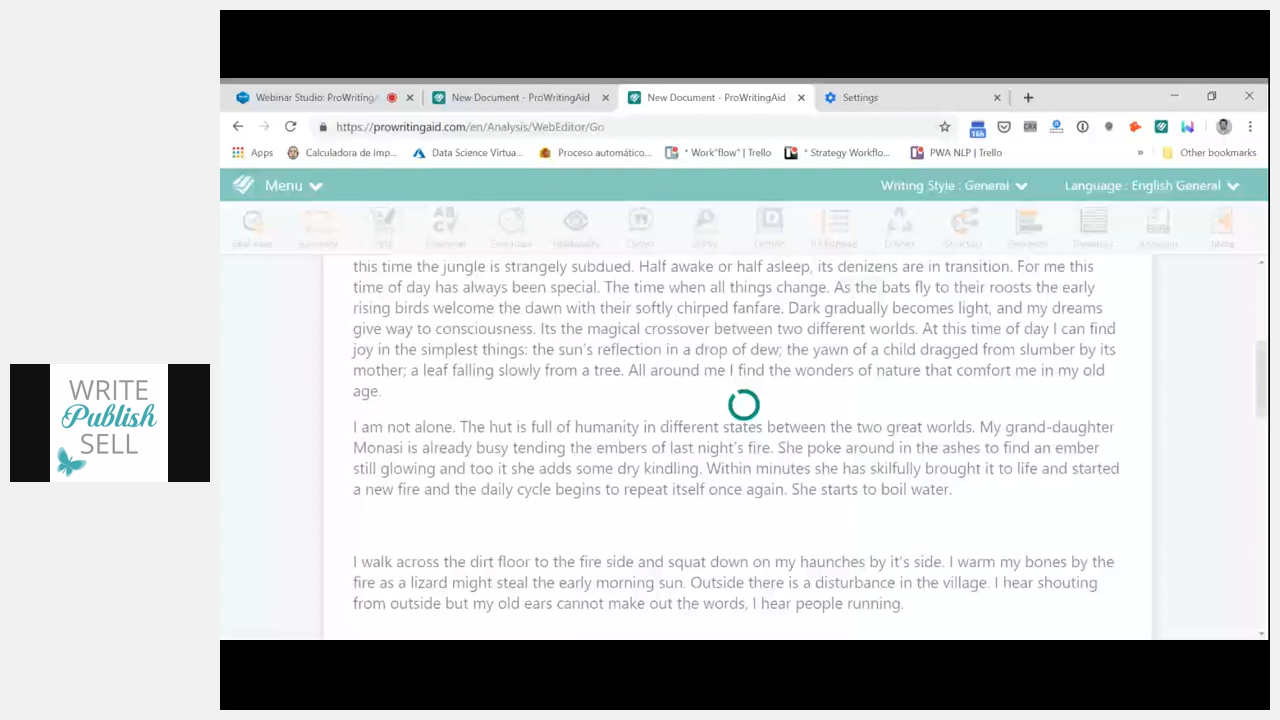 Webinar Studio: ProWriting
New Document - ProWritingAid
New Document - ProWritingAid
Settings
https://prowritingaid.com/en/Analysis/WebEditor/Go
16h
Apps
Calculadora de Imp...
Data Science Virtua...
Proceso automático...
* Work"flow" | Trello
* Strategy Workflo...
PWA NLP | Trello
»
Other bookmarks
Menu
Writing Style : General
Language : English General
this time the jungle is strangely subdued. Half awake or half asleep, its denizens are in transition. For me this
time of day has always been special. The time when all things change. As the bats fly to their roosts the early
rising birds welcome the dawn with their softly chirped fanfare. Dark gradually becomes light, and my dreams
give way to consciousness. Its the magical crossover between two different worlds. At this time of day I can find
joy in the simplest things: the sun's reflection in a drop of dew; the yawn of a child dragged from slumber by its
mother; a leaf falling slowly from a tree. All around me I find the wonders of nature that comfort me in my old
age.
I am not alone. The hut is full of humanity in different states between the two great worlds. My grand-daughter
Monasi is already busy tending the embers of last night's fire. She poke around in the ashes to find an ember
still glowing and too it she adds some dry kindling. Within minutes she has skilfully brought it to life and started
a new fire and the daily cycle begins to repeat itself once again. She starts to boil water.
I walk across the dirt floor to the fire side and squat down on my haunches by it's side. I warm my bones by the
fire as a lizard might steal the early morning sun. Outside there is a disturbance in the village. I hear shouting
from outside but my old ears cannot make out the words, I hear people running.
WRITE
Publish
SELL